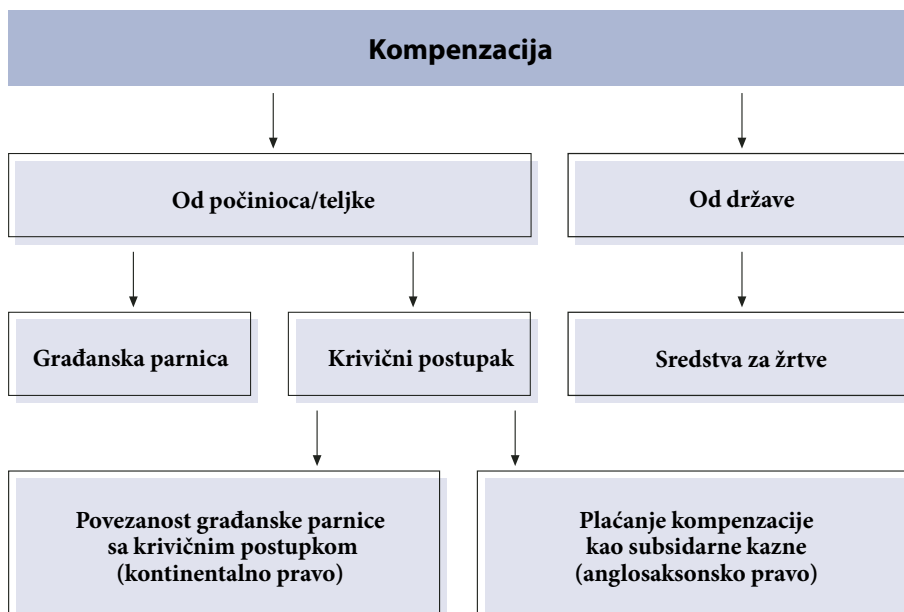 Kompenzacija
Od počinioca/teljke
Od države
Građanska parnica
Krivični postupak
Sredstva za žrtve
Povezanost građanske parnice
sa krivičnim postupkom
(kontinentalno pravo)
Plaćanje kompenzacije
kao subsidarne kazne
(anglosaksonsko pravo)